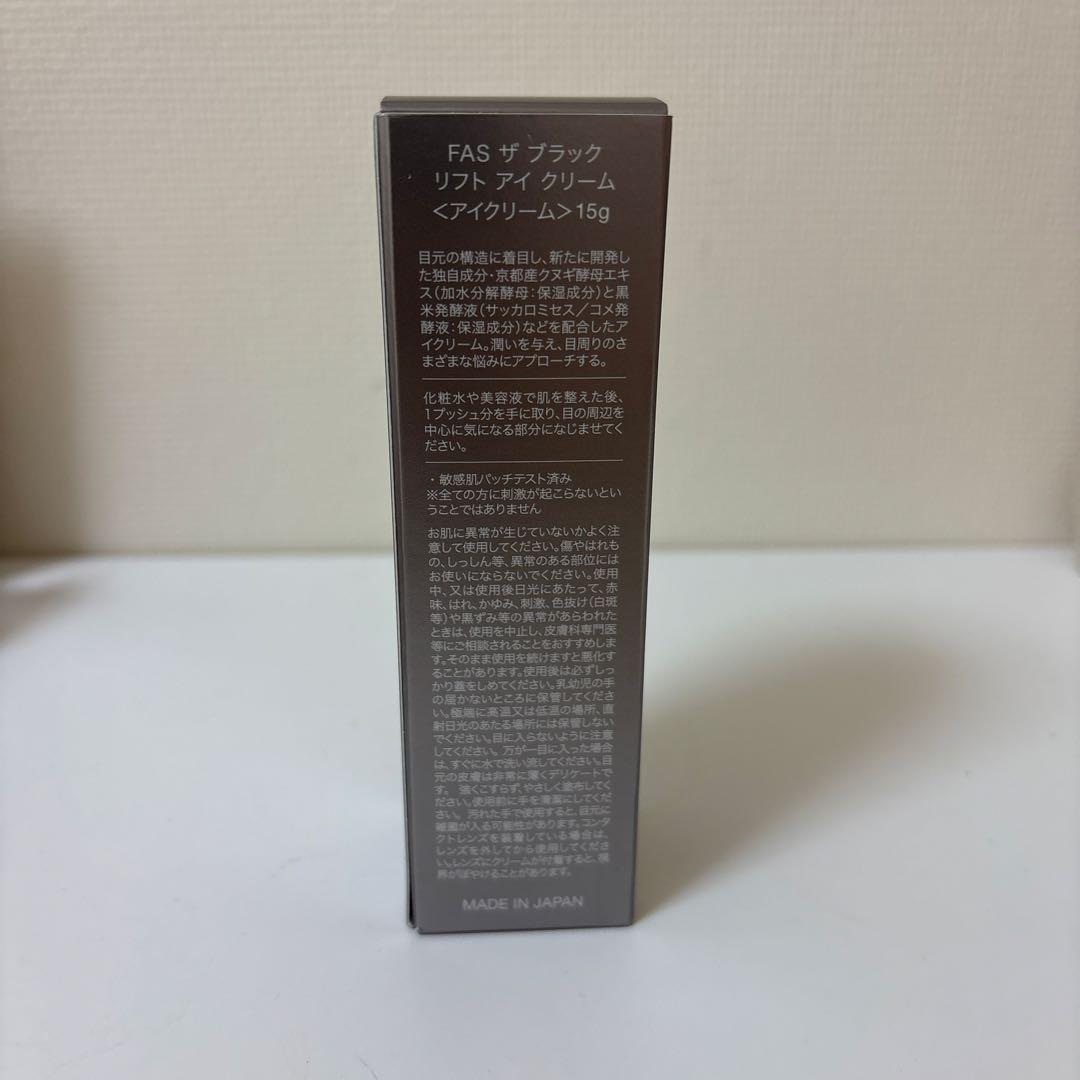 FAS ザ ブラック
リフト アイ クリーム
＜アイクリーム＞15g
目元の構造に着目し、新たに開発し
た独自成分・京都産クヌギ酵母エキ
ス（加水分解酵母：保湿成分）と黒
米発酵液（サッカロミセス／コメ発
酵液：保湿成分）などを配合したア
イクリーム。潤いを与え、目周りのさ
まざまな悩みにアプローチする。
化粧水や美容液で肌を整えた後、
1プッシュ分を手に取り、目の周辺を
中心に気になる部分になじませてく
ださい。
・敏感肌パッチテスト済み
※全ての方に刺激が起こらないとい
うことではありません
お肌に異常が生じていないかよく注
意して使用してください。傷やはれも
の、しっしん等、異常のある部位には
お使いにならないでください。使用
中、又は使用後日光にあたって、赤
味、はれ、かゆみ、刺激、色抜け（白斑
等）や黒ずみ等の異常があらわれた
ときは、使用を中止し、皮膚科専門医
等にご相談されることをおすすめしま
す。そのまま使用を続けますと悪化す
ることがあります。使用後は必ずしっ
かり蓋をしめてください。乳幼児の手
の届かないところに保管してくださ
い。極端に高温又は低温の場所、直
射日光のあたる場所には保管しない
でください。目に入らないように注意
してください。万が一目に入った場合
は、すぐに水で洗い流してください。目
元の皮膚は非常に薄くデリケートで
す。 強くこすらず、やさしく塗布してく
ださい。使用前に手を清潔にしてくだ
さい。 汚れた手で使用すると、目元に
雑菌が入る可能性があります。コンタ
クトレンズを装着している場合は、
レンズを外してから使用してくださ
い。レンズにクリームが付着すると、視
界がぼやけることがあります。
MADE IN JAPAN